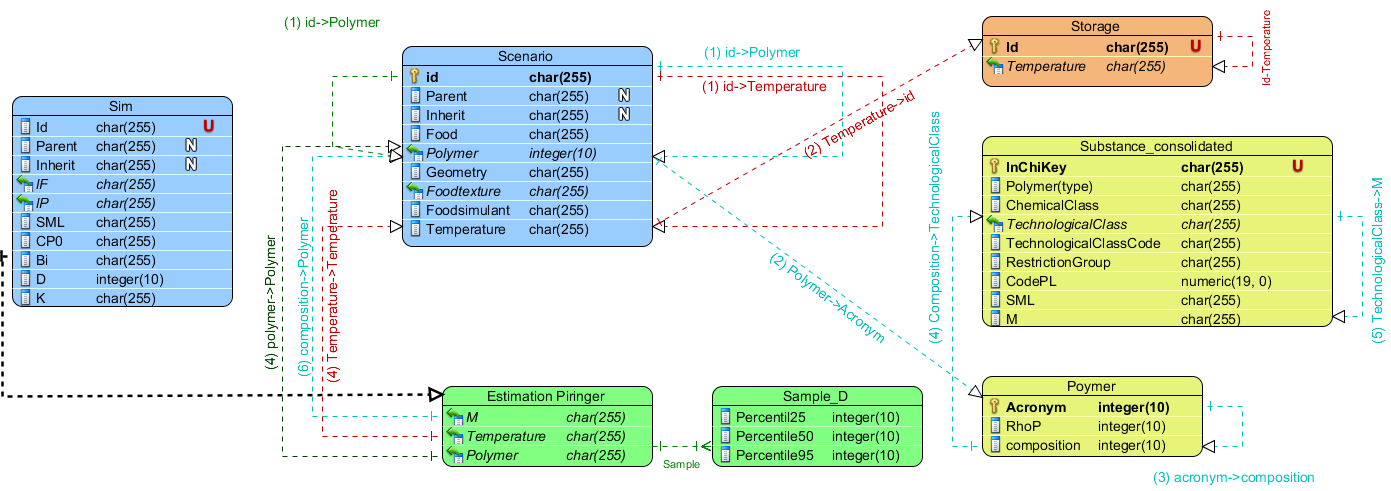 (1) id->Polymer
Scenario
id char(255)
Parent char(255) N
Inherit char(255) N
Food char(255)
Polymer integer(10)
Geometry char(255)
Foodtexture char(255)
Foodsimulant char(255)
Temperature char(255)
(1) id->Polymer
(1) id->Temperature
(2) Temperature->id
Storage
Id char(255) U
Temperature char(255)
Id-Temperature
Sim
Id char(255) U
Parent char(255) N
Inherit char(255) N
IF char(255)
IP char(255)
SML char(255)
CP0 char(255)
Bi char(255)
D integer(10)
K char(255)
Substance_consolidated
InChiKey char(255) U
Polymer(type) char(255)
ChemicalClass char(255)
TechnologicalClass char(255)
TechnologicalClassCode char(255)
RestrictionGroup char(255)
CodePL numeric(19, 0)
SML char(255)
M char(255)
(4) Composition->TechnologicalClass
(5) TechnologicalClass->M
(4) polymer->Polymer
(6) composition->Polymer
(4) Temperature->Temperature
(2) Polymer->Acronym
Estimation Piringer
M char(255)
Temperature char(255)
Polymer char(255)
Sample
Sample_D
Percentil25 integer(10)
Percentile50 integer(10)
Percentile95 integer(10)
Poymer
Acronym integer(10)
RhoP integer(10)
composition integer(10)
(3) acronym->composition